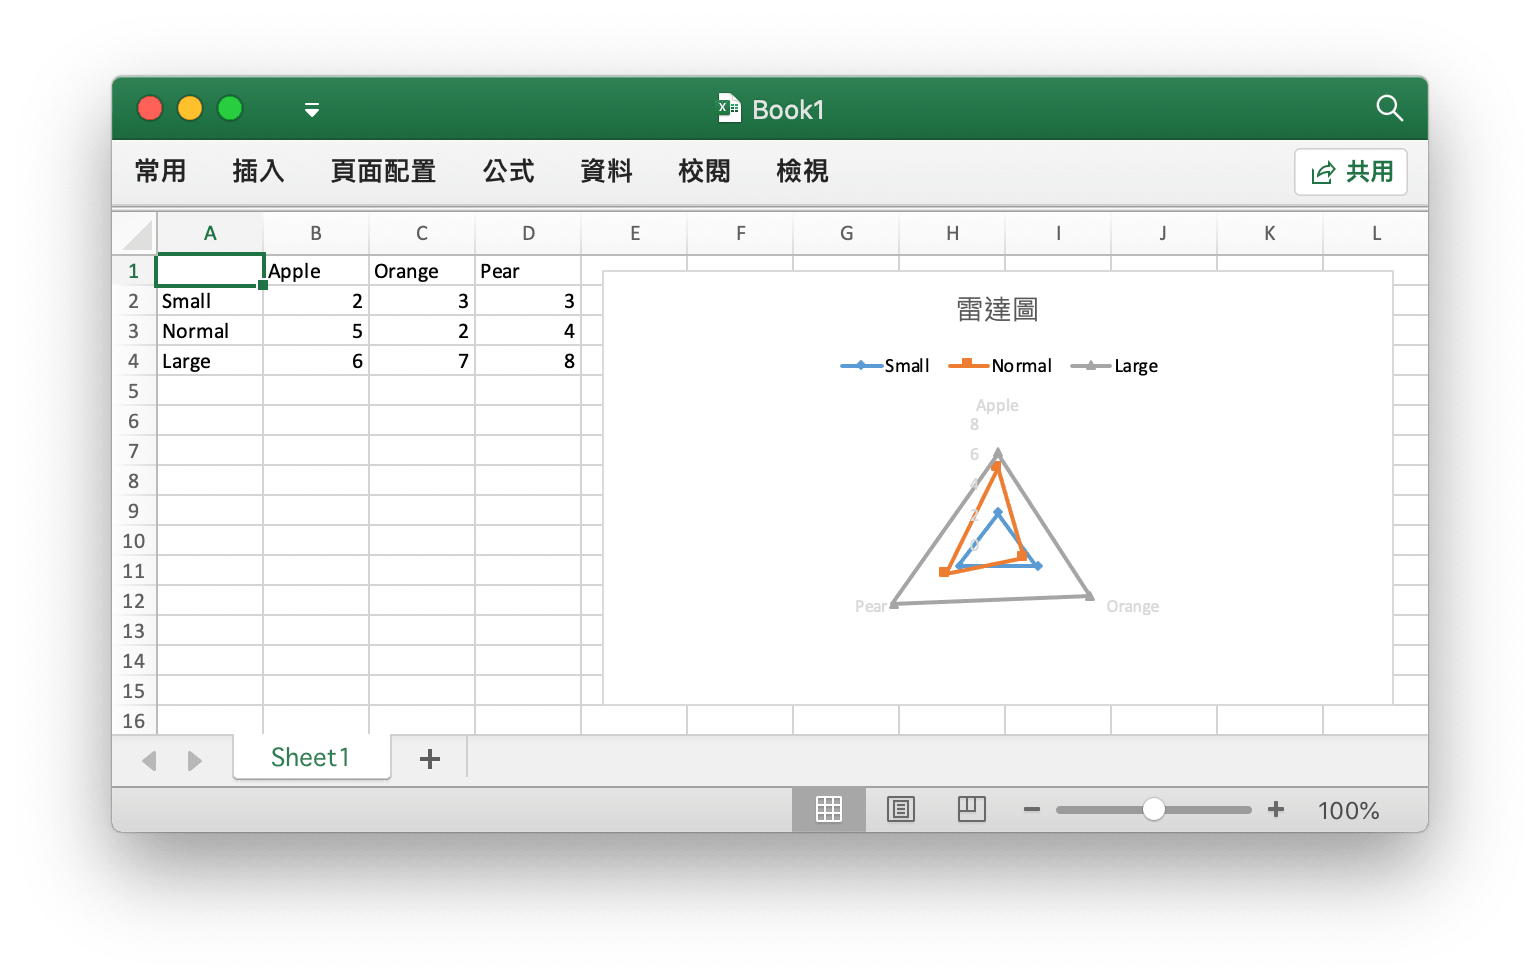 Book1
常用 插入 頁面配置 公式 資料 校閱 檢視 共用
A B C D E F G H I J K L
1 Apple Orange Pear
2 Small 2 3 3
3 Normal 5 2 4
4 Large 6 7 8
5
6
7
8
9
10
11
12
13
14
15
16
雷達圖
Small Normal Large
Apple
8
6
4
2
0
Pear Orange
Sheet1 +
100%